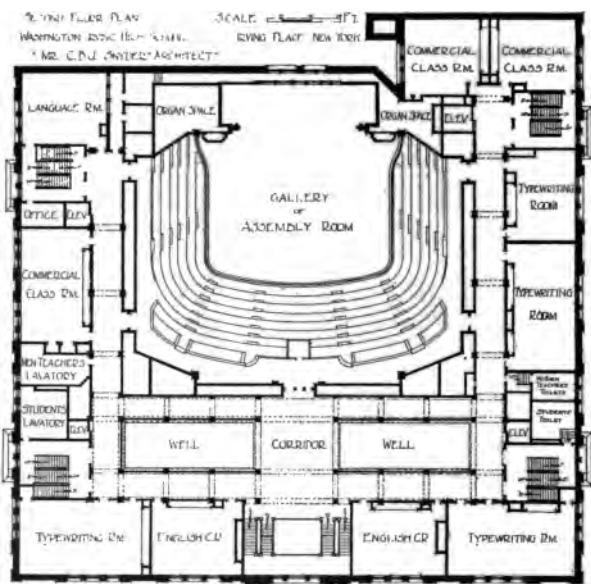 SECOND FLOOR PLAN
SCALE FT.
WASHINGTON IRVING HIGH SCHOOL
IRVING PLACE NEW YORK
MR. C.B.J. SNYDER ARCHITECT
COMMERCIAL
CLASS RM.
COMMERCIAL
CLASS RM.
LANGUAGE RM.
ORGAN SPACE
ORGAN SPACE
ELEV
GALLERY
OF
ASSEMBLY ROOM
TYPEWRITING
ROOM
OFFICE
ELEV
COMMERCIAL
CLASS RM.
TYPEWRITING
ROOM
MEN TEACHERS
LAVATORY
WOMEN
TEACHERS
TOILETS
STUDENTS
LAVATORY
STUDENTS
TOILET
ELEV
WELL
CORRIDOR
WELL
ELEV
TYPEWRITING RM.
ENGLISH C.R.
ENGLISH C.R.
TYPEWRITING RM.